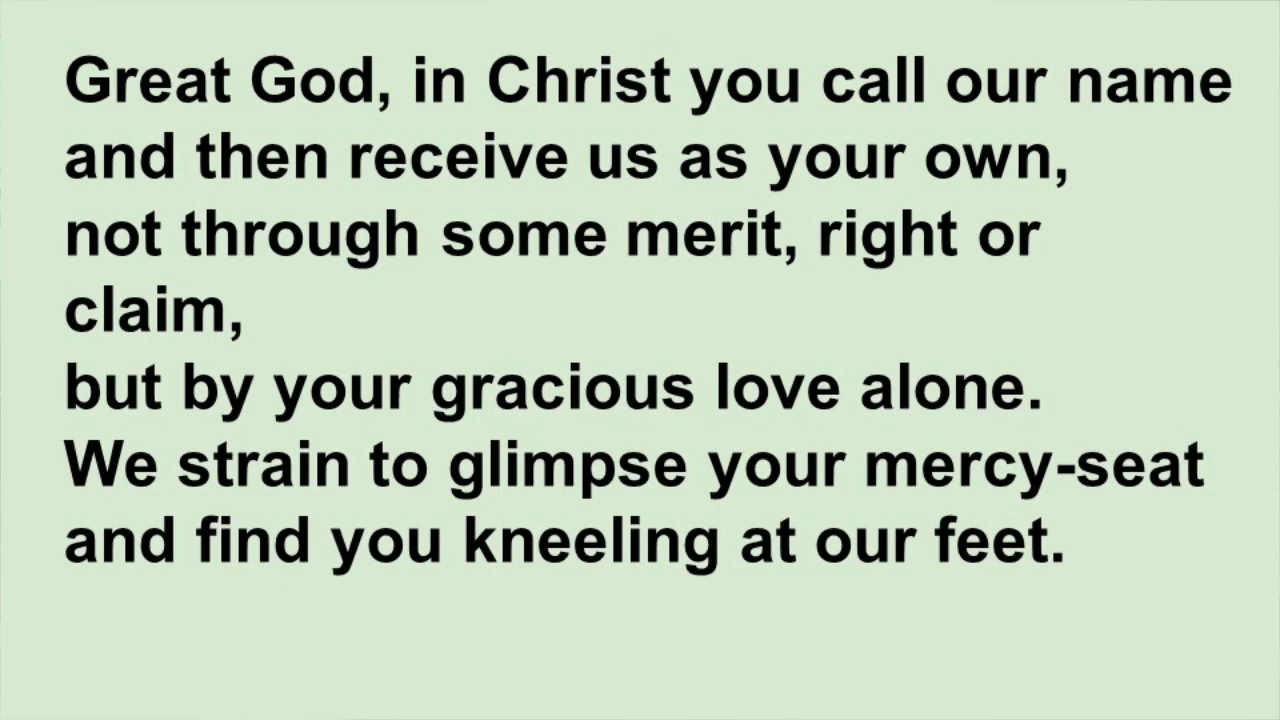 Great God, in Christ you call our name
and then receive us as your own,
not through some merit, right or
claim,
but by your gracious love alone.
We strain to glimpse your mercy-seat
and find you kneeling at our feet.